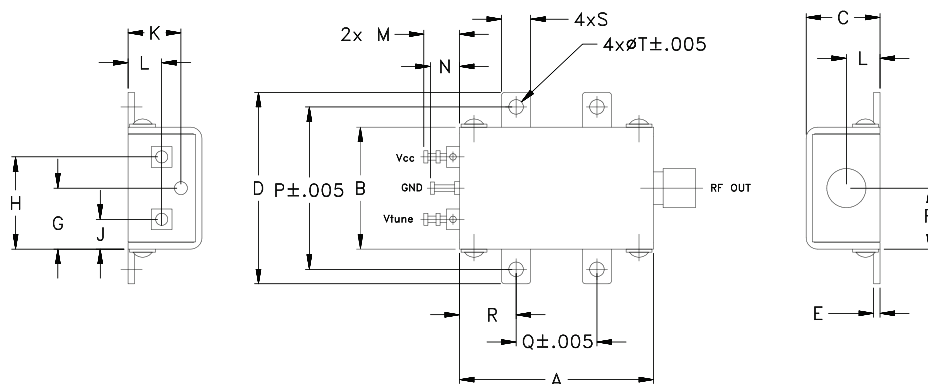 K
L
H
G
J
2x M
N
4xS
4xøT±.005
D
P±.005
B
Vcc
GND
Vtune
RF OUT
R
Q±.005
A
C
L
E